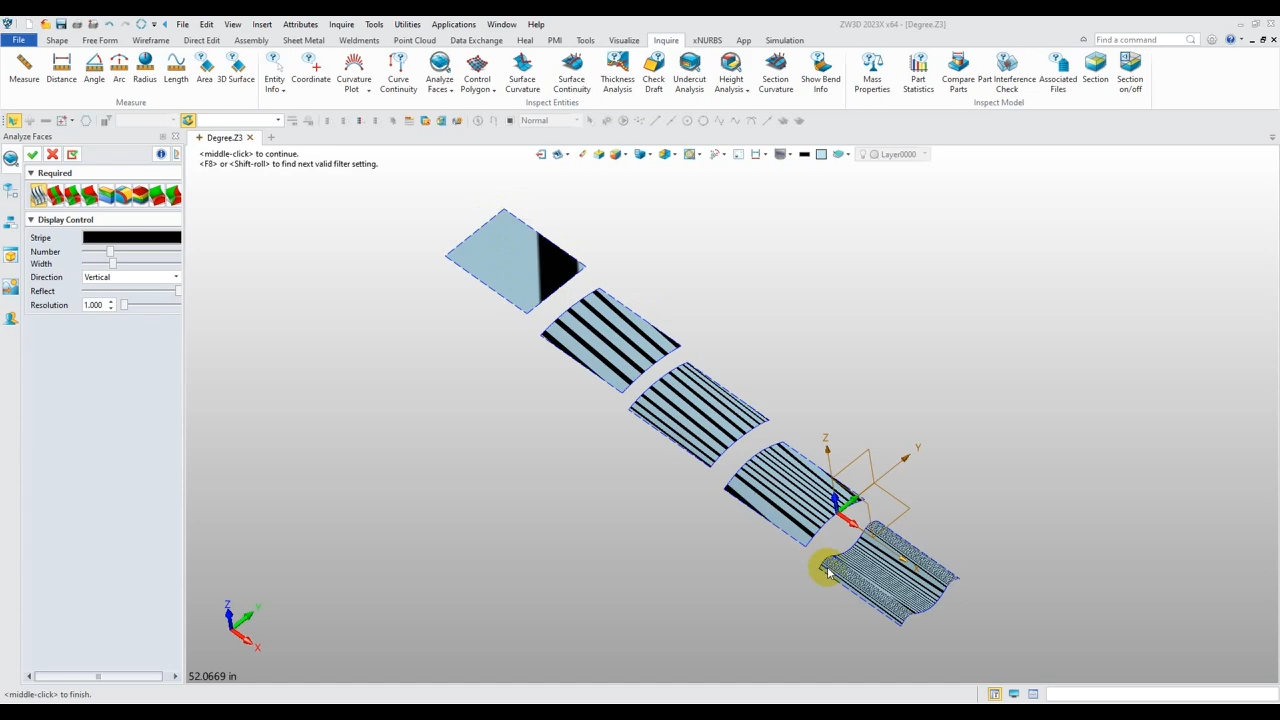 File Edit View Insert Attributes Inquire Tools Utilities Applications Window Help ZW3D 2023X x64 - [Degree.Z3]
File Shape Free Form Wireframe Direct Edit Assembly Sheet Metal Weldments Point Cloud Data Exchange Heal PMI Tools Visualize Inquire xNURBS App Simulation Find a command
Measure Distance Angle Arc Radius Length Area 3D Surface Entity Info Coordinate Curvature Plot Curve Continuity Analyze Faces Control Polygon Surface Curvature Surface Continuity Thickness Analysis Check Draft Undercut Analysis Height Analysis Section Curvature Show Bend Info Mass Properties Part Statistics Compare Parts Part Interference Check Associated Files Section Section on/off
Measure Inspect Entities Inspect Model
Normal
Analyze Faces Degree.Z3
<middle-click> to continue. Layer0000
<F8> or <Shift-roll> to find next valid filter setting.
Required
Display Control
Stripe
Number
Width
Direction Vertical
Reflect
Resolution 1.000
Z Y
Z Y X
52.0669 in
<middle-click> to finish.